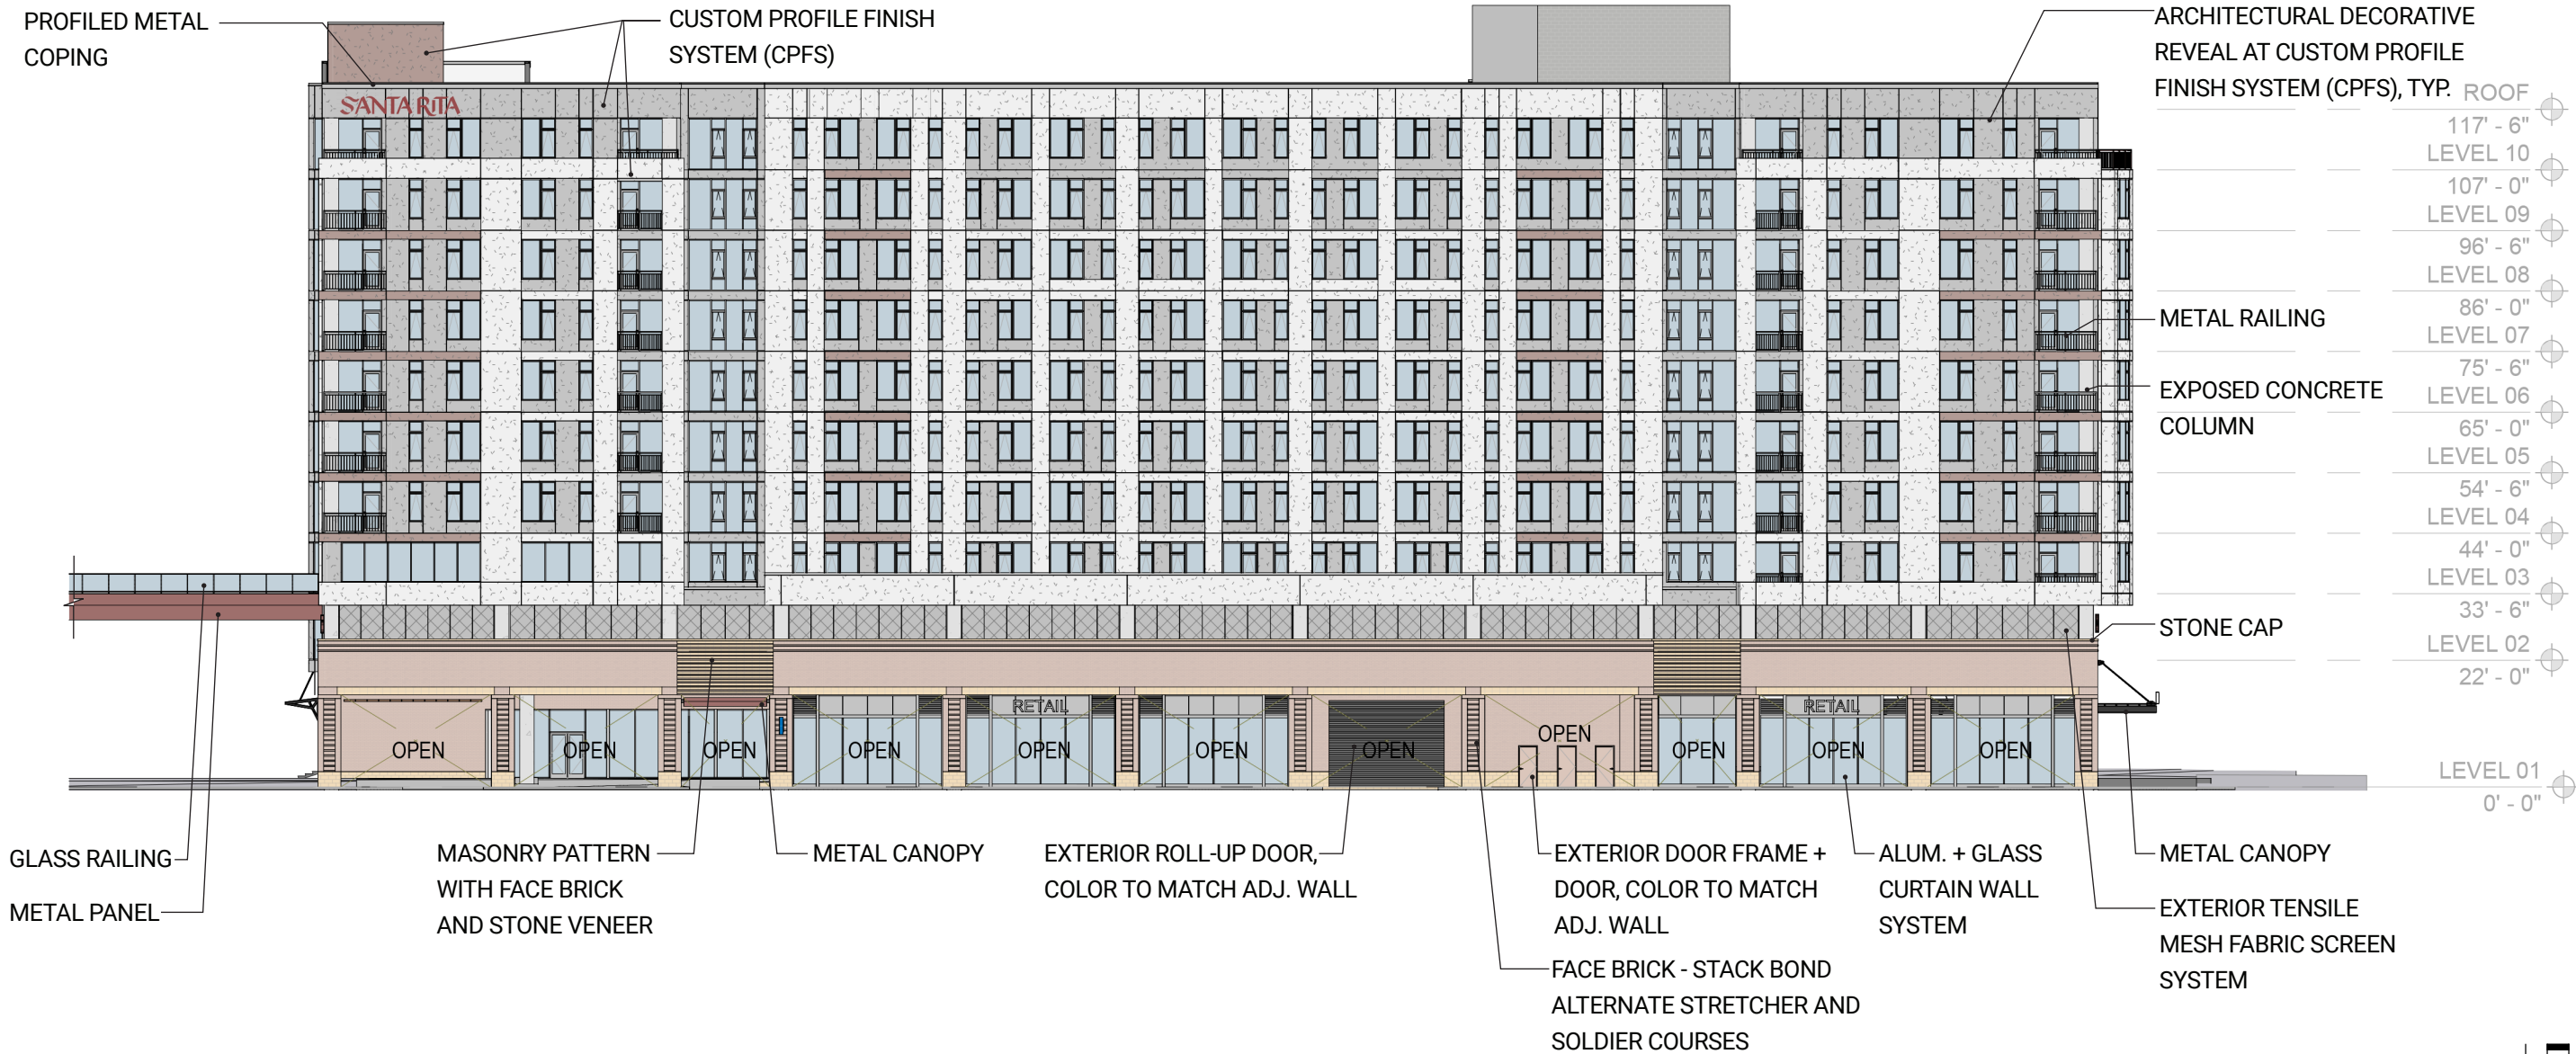 PROFILED METAL
COPING
CUSTOM PROFILE FINISH
SYSTEM (CPFS)
ARCHITECTURAL DECORATIVE
REVEAL AT CUSTOM PROFILE
FINISH SYSTEM (CPFS), TYP.
SANTA RITA
ROOF
117' - 6"
LEVEL 10
107' - 0"
LEVEL 09
96' - 6"
LEVEL 08
86' - 0"
METAL RAILING
LEVEL 07
75' - 6"
EXPOSED CONCRETE
COLUMN
LEVEL 06
65' - 0"
LEVEL 05
54' - 6"
LEVEL 04
44' - 0"
LEVEL 03
33' - 6"
STONE CAP
LEVEL 02
22' - 0"
RETAIL
RETAIL
OPEN
OPEN
OPEN
OPEN
OPEN
OPEN
OPEN
OPEN
OPEN
OPEN
OPEN
LEVEL 01
0' - 0"
GLASS RAILING
METAL PANEL
MASONRY PATTERN
WITH FACE BRICK
AND STONE VENEER
METAL CANOPY
EXTERIOR ROLL-UP DOOR,
COLOR TO MATCH ADJ. WALL
EXTERIOR DOOR FRAME +
DOOR, COLOR TO MATCH
ADJ. WALL
FACE BRICK - STACK BOND
ALTERNATE STRETCHER AND
SOLDIER COURSES
ALUM. + GLASS
CURTAIN WALL
SYSTEM
METAL CANOPY
EXTERIOR TENSILE
MESH FABRIC SCREEN
SYSTEM